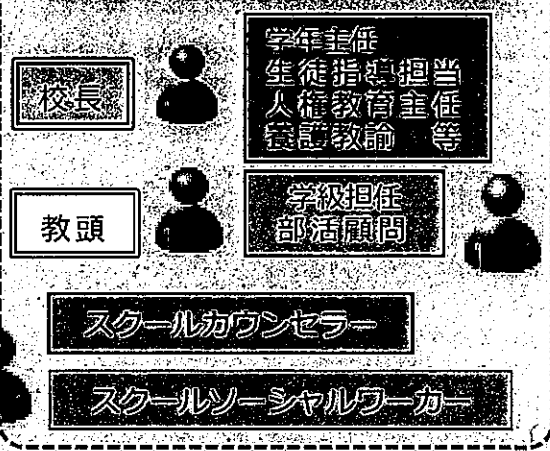 校長
学年主任
生徒指導担当
人権教育主任
養護教諭　等
教頭
学級担任
部活顧問
スクールカウンセラー
スクールソーシャルワーカー